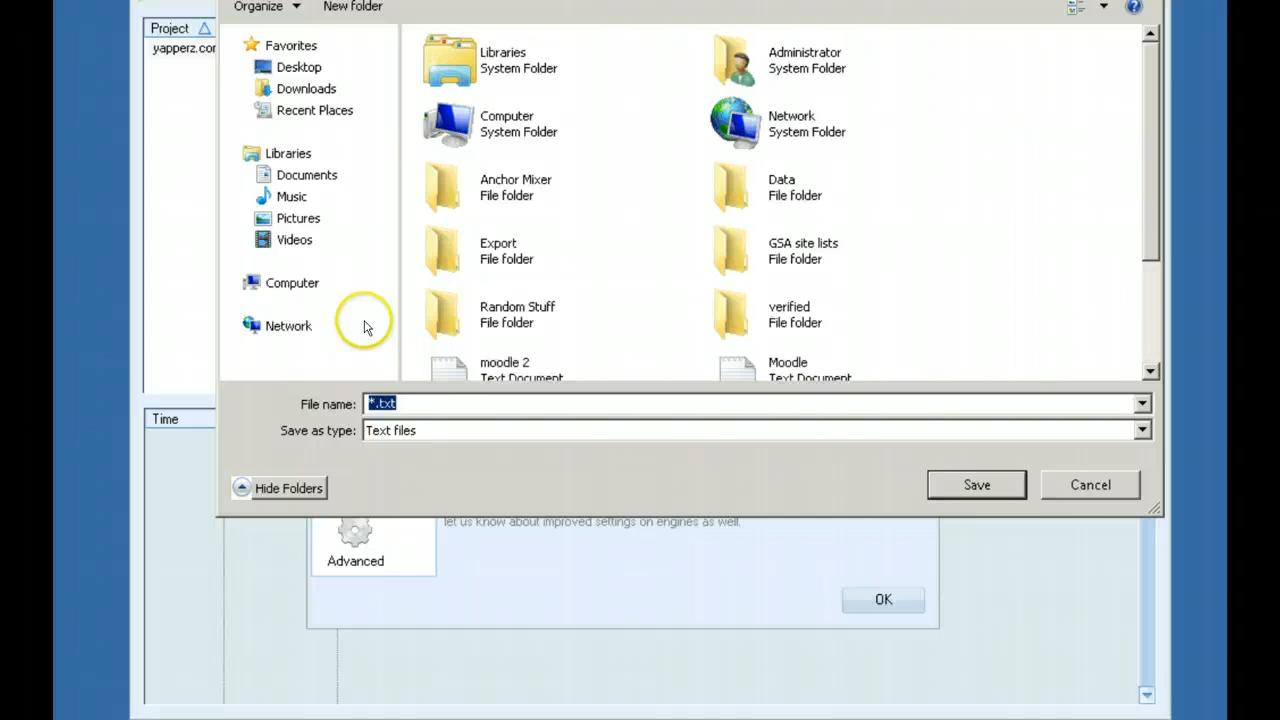 Organize
New folder
Project
yapperz.com
Favorites
Desktop
Downloads
Recent Places
Libraries
Documents
Music
Pictures
Videos
Computer
Network
Libraries
System Folder
Administrator
System Folder
Computer
System Folder
Network
System Folder
Anchor Mixer
File folder
Data
File folder
Export
File folder
GSA site lists
File folder
Random Stuff
File folder
verified
File folder
moodle 2
Text Document
Moodle
Text Document
File name: *.txt
Save as type: Text files
Time
Hide Folders
Save
Cancel
let us know about improved settings on engines as well.
Advanced
OK